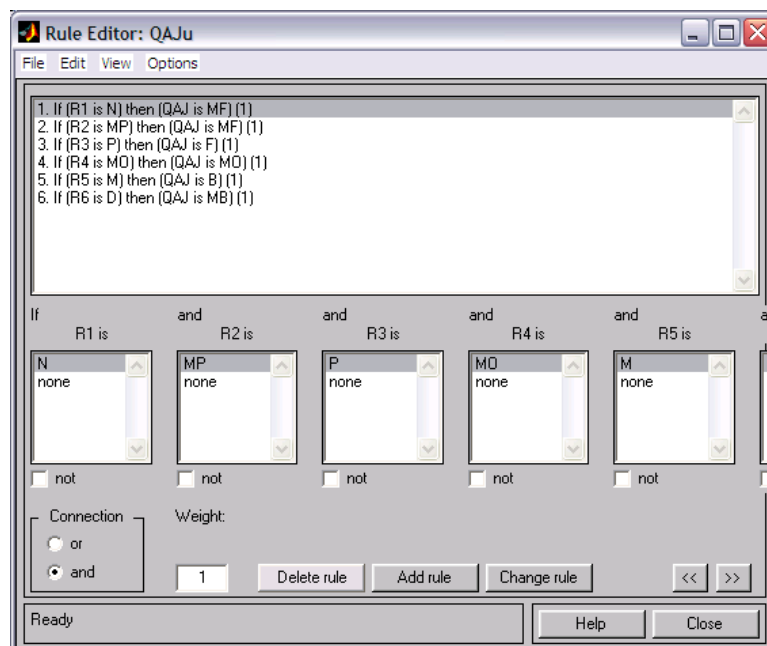 Rule Editor: QAJu
File Edit View Options
1. If (R1 is N) then (QAJ is MF) (1)
2. If (R2 is MP) then (QAJ is MF) (1)
3. If (R3 is P) then (QAJ is F) (1)
4. If (R4 is MO) then (QAJ is MO) (1)
5. If (R5 is M) then (QAJ is B) (1)
6. If (R6 is D) then (QAJ is MB) (1)
If and and and and
R1 is R2 is R3 is R4 is R5 is
N MP P MO M
none none none none none
not not not not not
Connection Weight:
or
and 1 Delete rule Add rule Change rule << >>
Ready Help Close